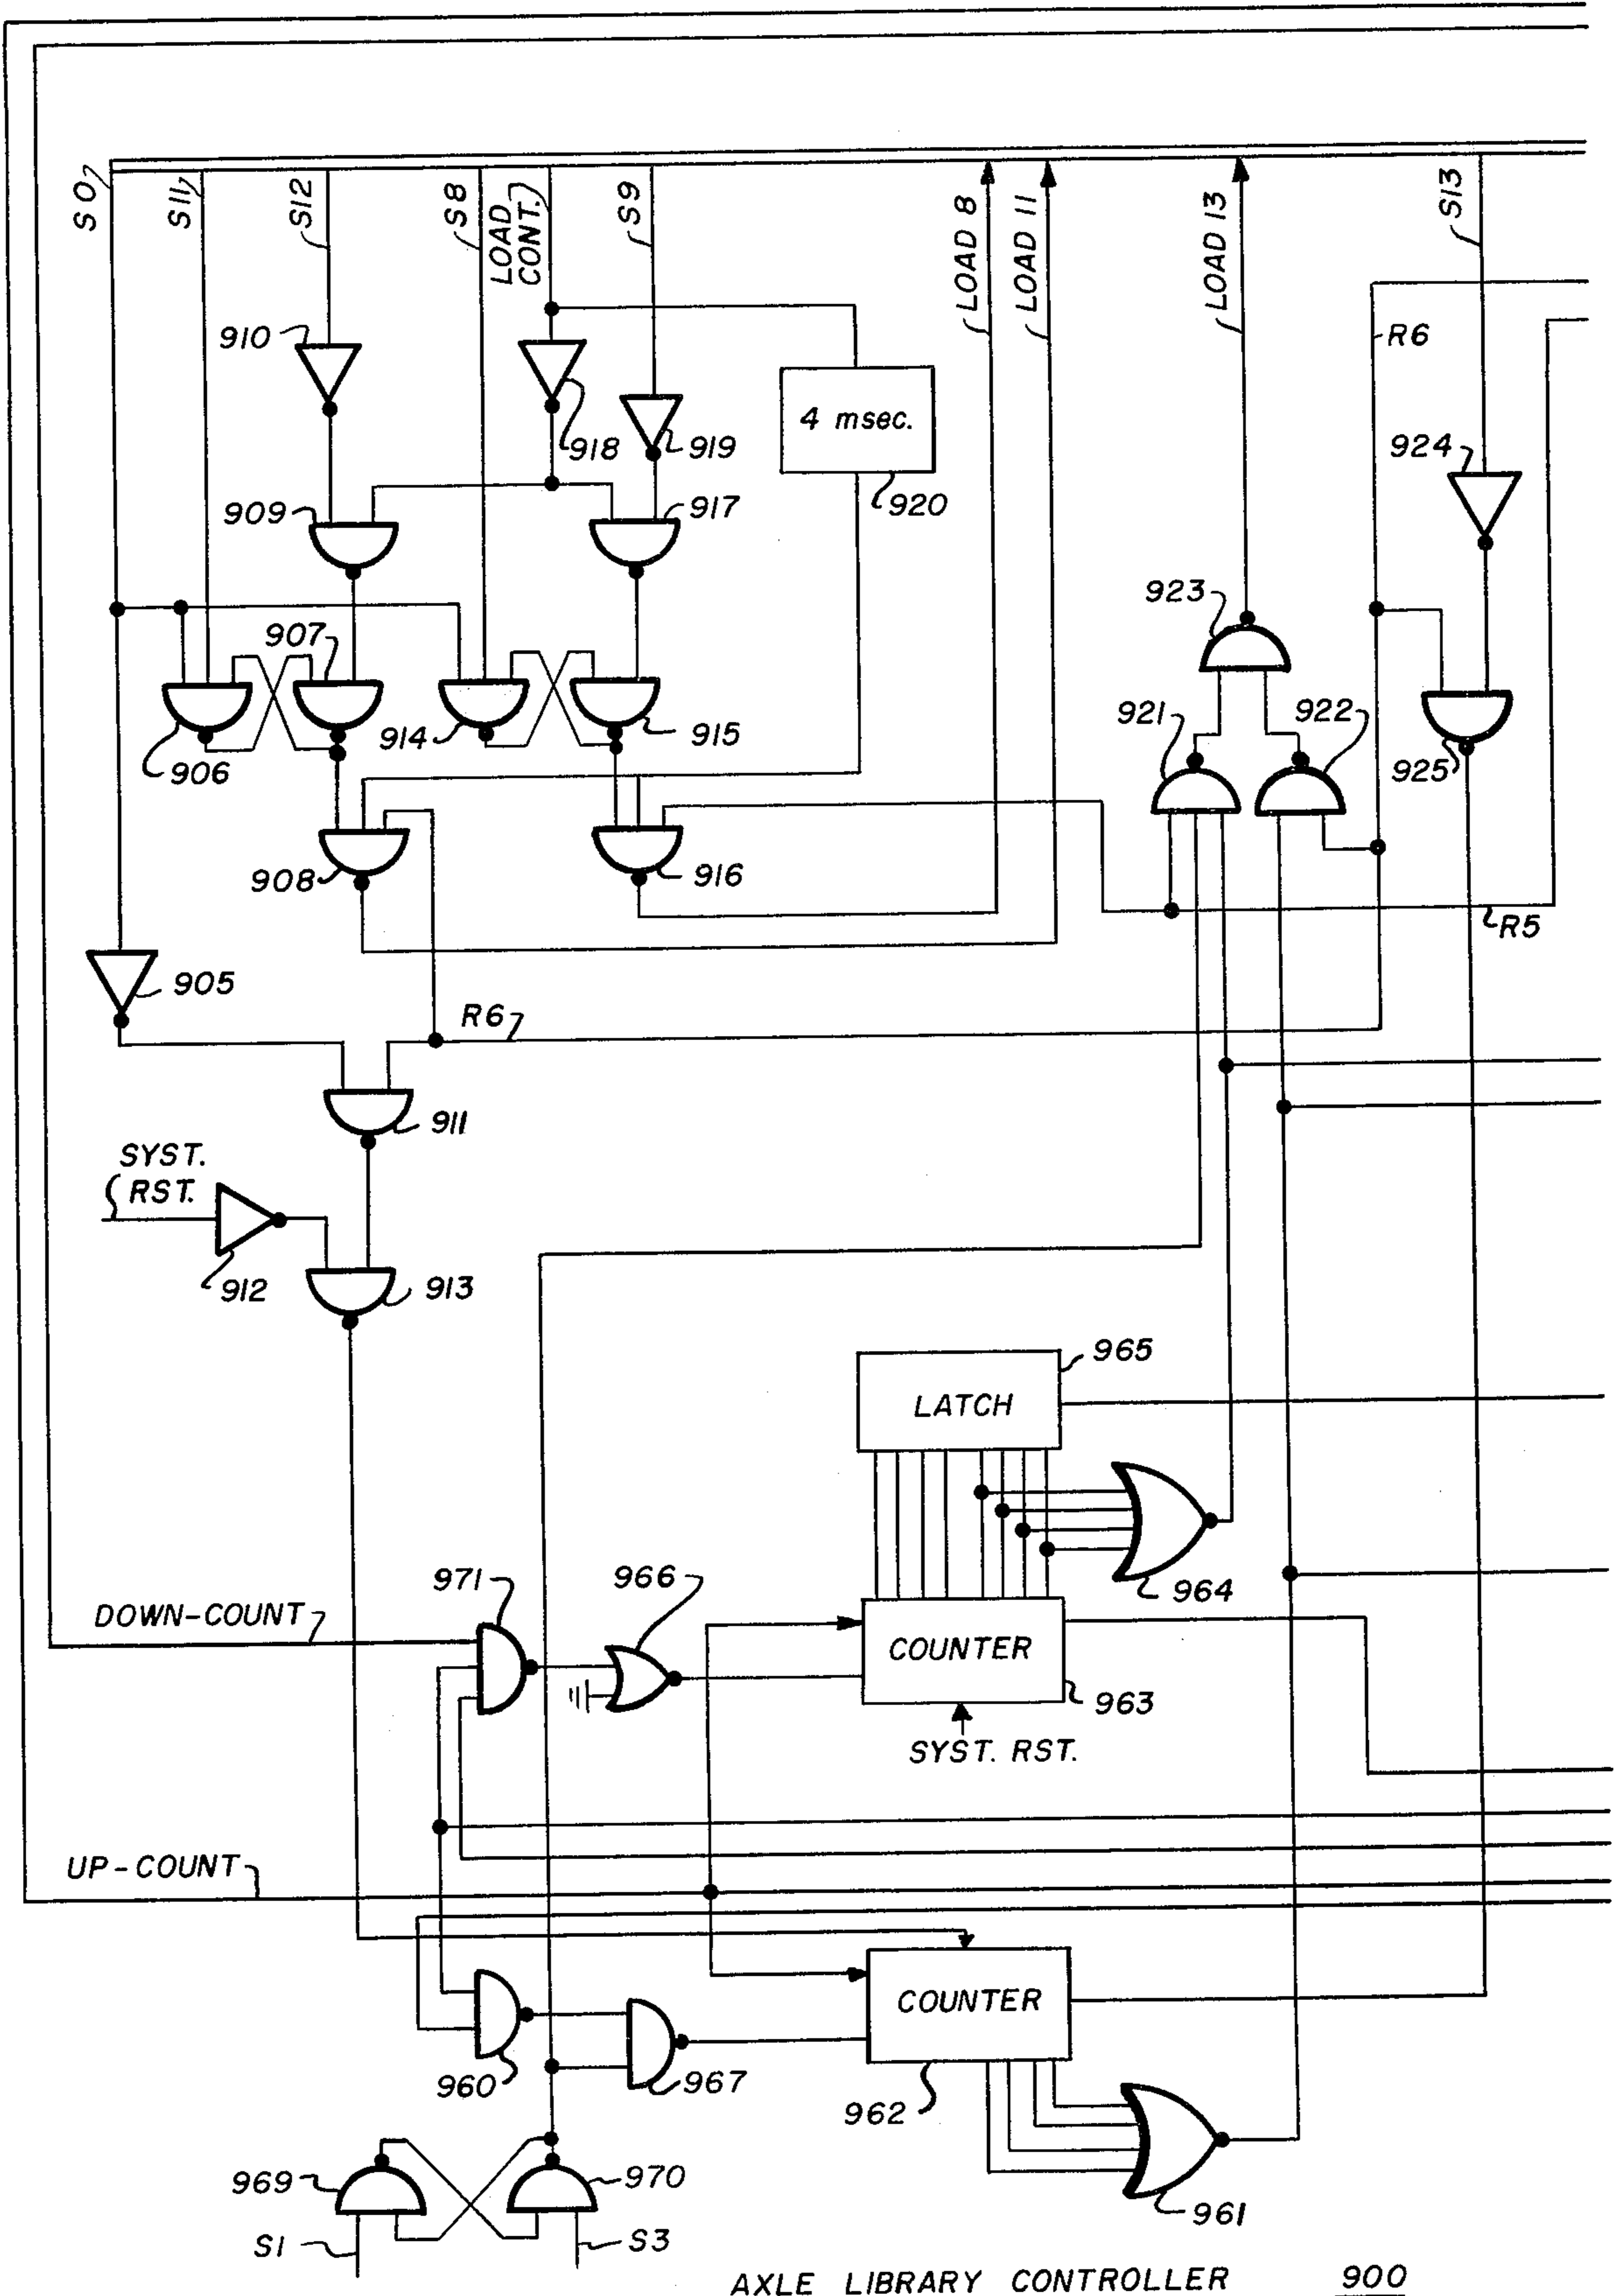 S0
S11
S12
S8
LOAD
CONT.
S9
LOAD 8
LOAD 11
LOAD 13
S13
R6
910
918
919
4 msec.
920
924
909
917
923
907
921
922
906
914
915
925
908
916
R5
905
R6
911
SYST.
RST.
912
913
965
LATCH
971
966
964
DOWN-COUNT
COUNTER
963
SYST. RST.
UP-COUNT
COUNTER
960
967
962
969
970
961
S1
S3
AXLE LIBRARY CONTROLLER 900